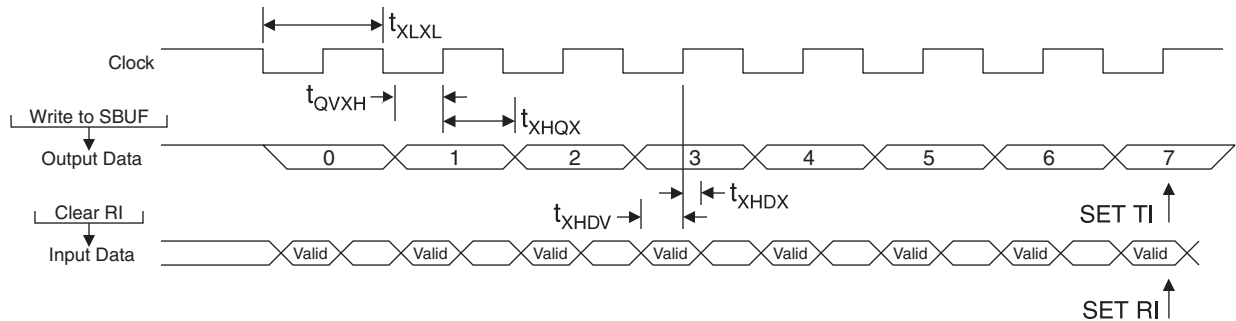 tXLXL
Clock
tQVXH
tXHQX
Write to SBUF
Output Data
0 1 2 3 4 5 6 7
tXHDV
tXHDX
SET TI
Clear RI
Input Data
Valid Valid Valid Valid Valid Valid Valid Valid
SET RI